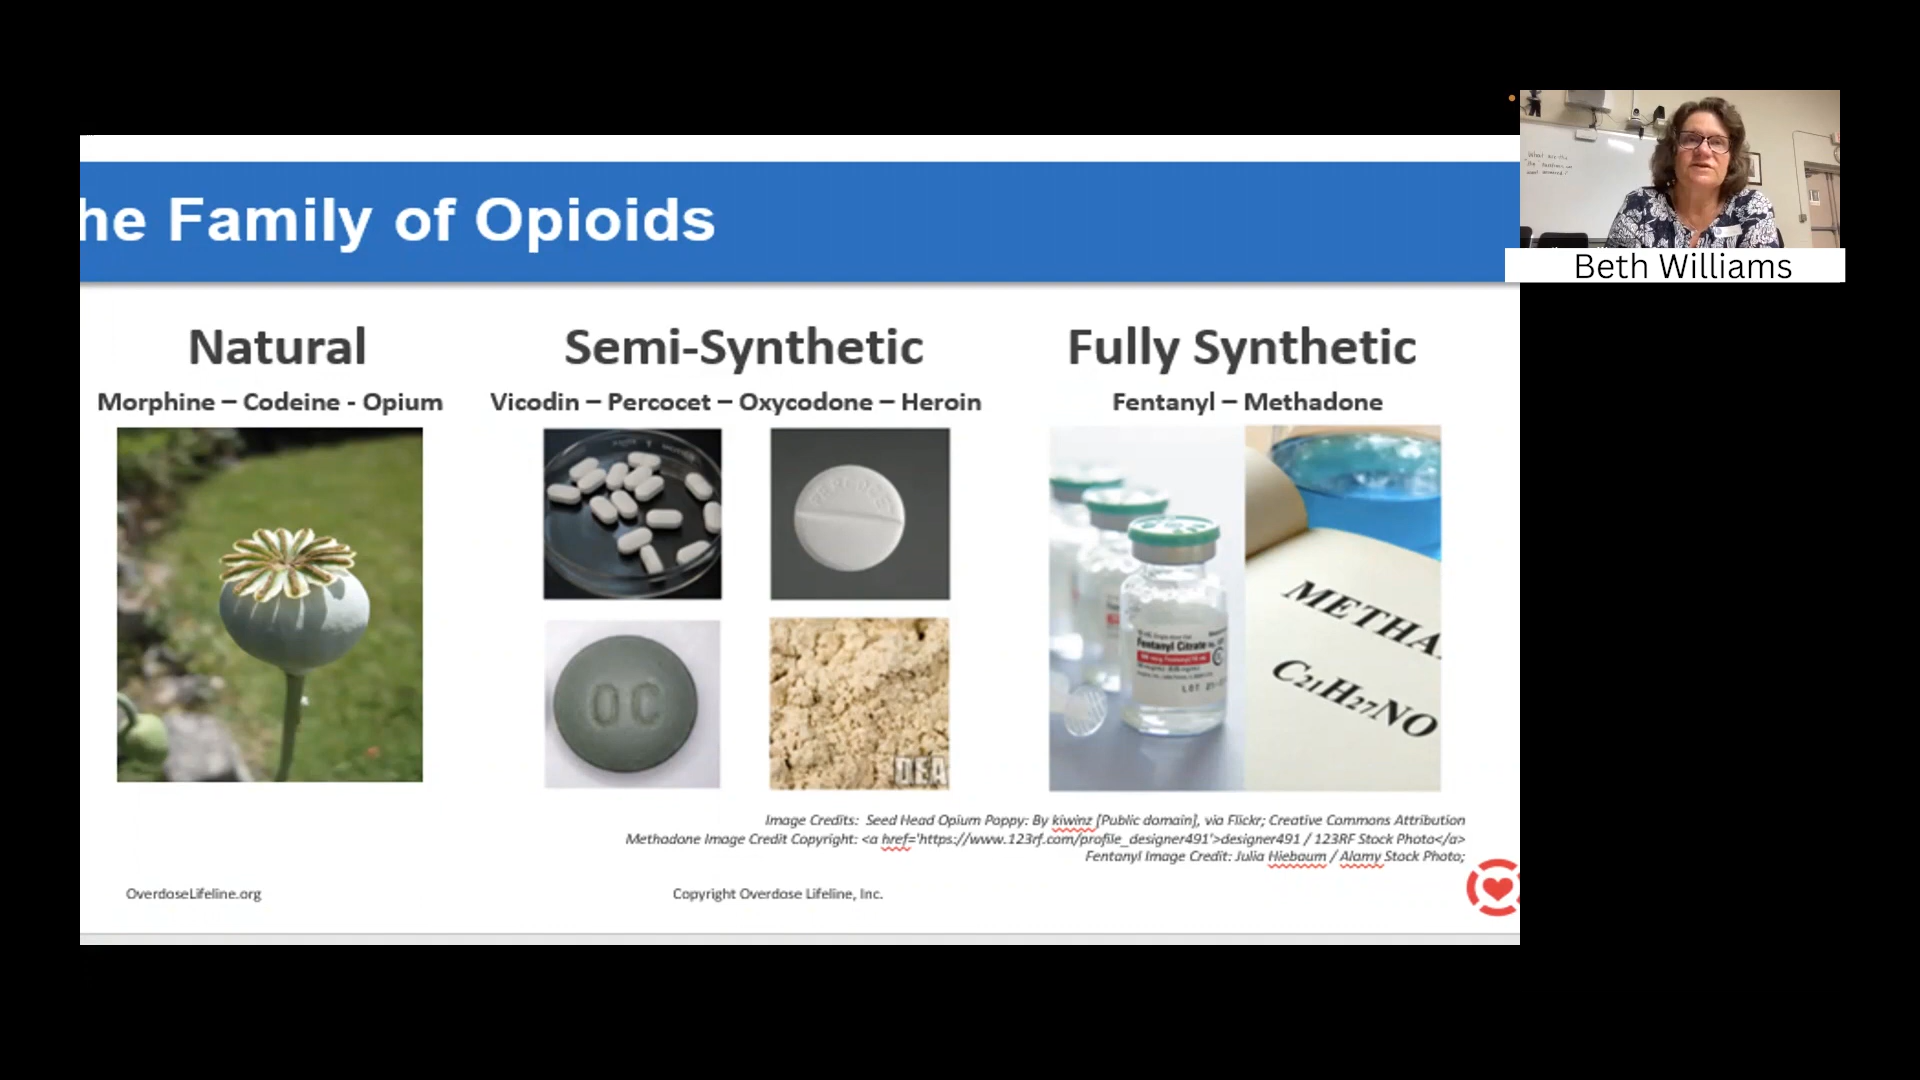 he Family of Opioids
Beth Williams
Natural
Semi-Synthetic
Fully Synthetic
Morphine – Codeine - Opium
Vicodin – Percocet – Oxycodone – Heroin
Fentanyl – Methadone
PERCOCET
OC
DEA
Fentanyl Citrate
LOT
METHA
C21H27NO
Image Credits: Seed Head Opium Poppy: By kiwinz [Public domain], via Flickr; Creative Commons Attribution
Methadone Image Credit Copyright: <a href='https://www.123rf.com/profile_designer491'>designer491 / 123RF Stock Photo</a>
Fentanyl Image Credit: Julia Hiebaum / Alamy Stock Photo;
OverdoseLifeline.org
Copyright Overdose Lifeline, Inc.